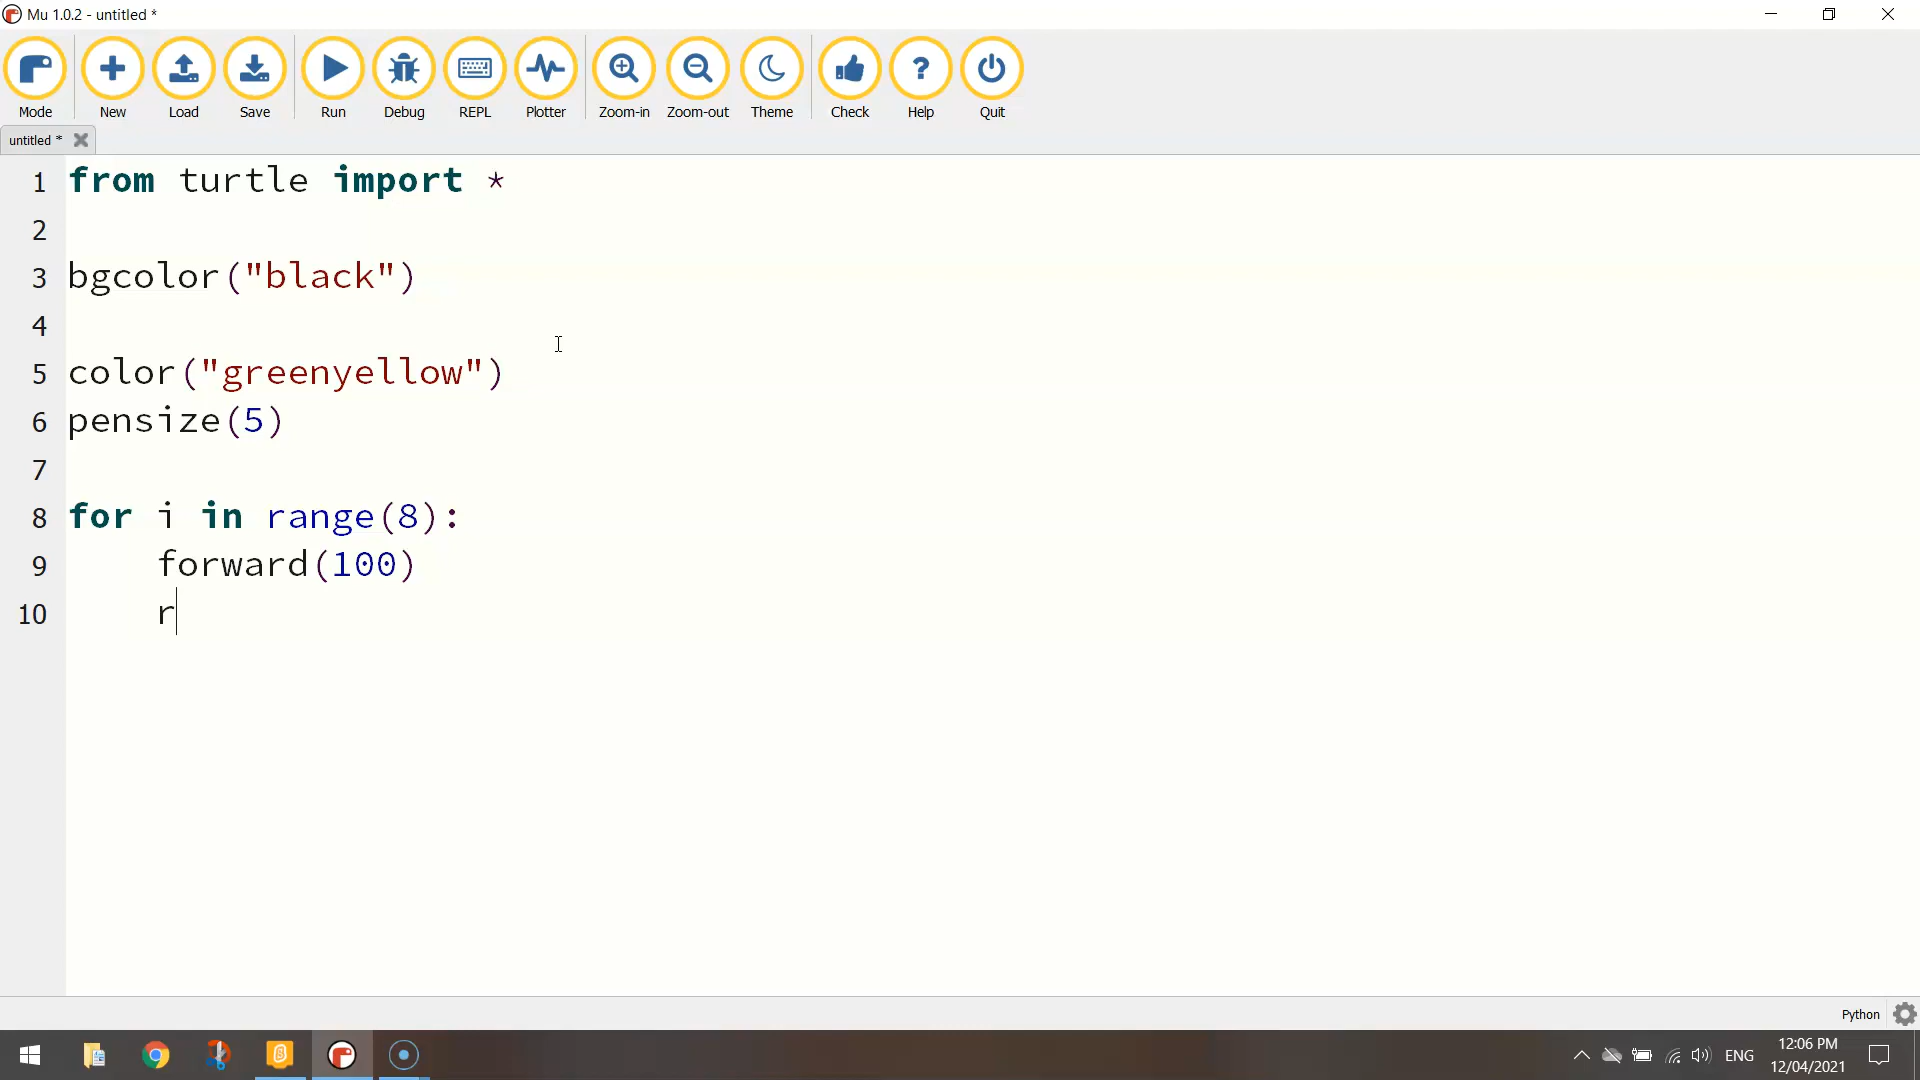 Mu 1.0.2 - untitled *
Mode New Load Save Run Debug REPL Plotter Zoom-in Zoom-out Theme Check Help Quit
untitled *
1 from turtle import *
2
3 bgcolor("black")
4
5 color("greenyellow")
6 pensize(5)
7
8 for i in range(8):
9     forward(100)
10     r
Python
ENG
12:06 PM
12/04/2021